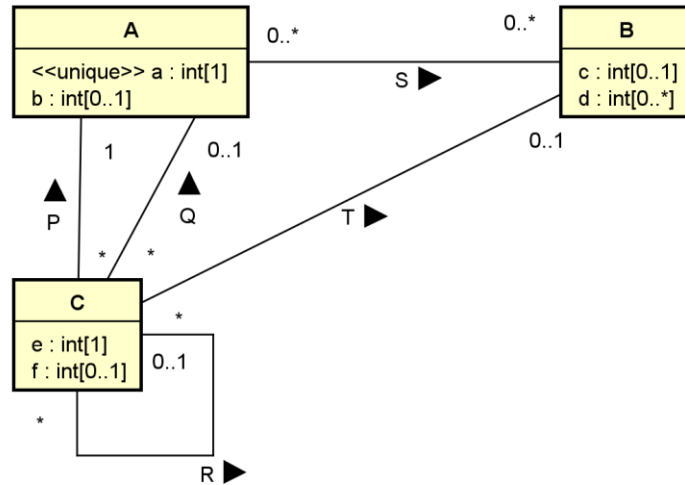 A
<<unique>> a : int[1]
b : int[0..1]
0..*
0..*
S
B
c : int[0..1]
d : int[0..*]
1
0..1
0..1
P
Q
T
*
*
C
e : int[1]
f : int[0..1]
*
0..1
*
R